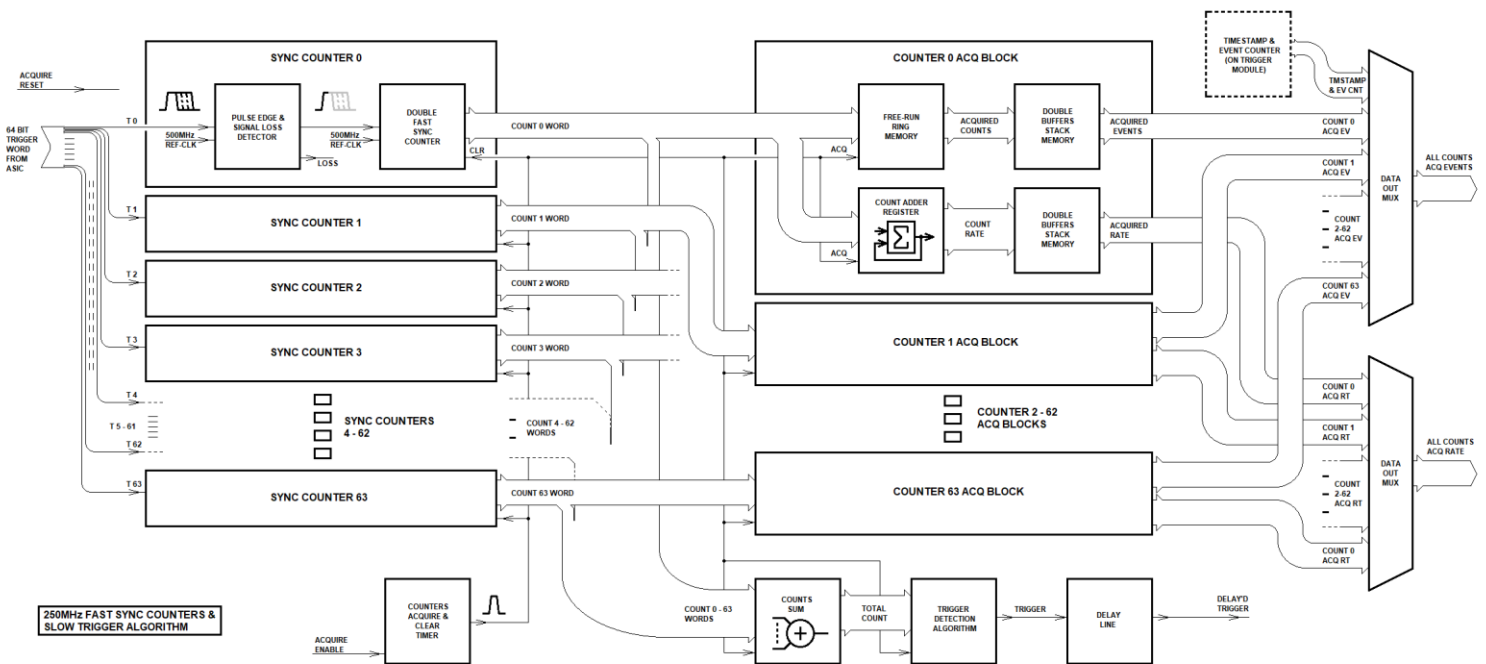 SYNC COUNTER 0
ACQUIRE
RESET
64 BIT
TRIGGER
WORD
FROM
ASIC
T 0
500MHz
REF-CLK
PULSE EDGE &
SIGNAL LOSS
DETECTOR
LOSS
500MHz
REF-CLK
DOUBLE
FAST
SYNC
COUNTER
CLR
COUNT 0 WORD
T 1
SYNC COUNTER 1
COUNT 1 WORD
T 2
SYNC COUNTER 2
COUNT 2 WORD
T 3
SYNC COUNTER 3
COUNT 3 WORD
T 4
T 5 - 61
T 62
SYNC COUNTERS
4 - 62
COUNT 4 - 62
WORDS
T 63
SYNC COUNTER 63
COUNT 63 WORD
COUNTER 0 ACQ BLOCK
ACQ
FREE-RUN
RING
MEMORY
ACQUIRED
COUNTS
DOUBLE
BUFFERS
STACK
MEMORY
ACQUIRED
EVENTS
ACQ
COUNT ADDER
REGISTER
Σ
COUNT
RATE
DOUBLE
BUFFERS
STACK
MEMORY
ACQUIRED
RATE
COUNTER 1 ACQ BLOCK
COUNTER 2 - 62
ACQ BLOCKS
COUNTER 63 ACQ BLOCK
TIMESTAMP &
EVENT COUNTER
(ON TRIGGER
MODULE)
TMSTAMP
& EV CNT
COUNT 0
ACQ EV
COUNT 1
ACQ EV
COUNT
2-62
ACQ EV
COUNT 63
ACQ EV
DATA
OUT
MUX
ALL COUNTS
ACQ EVENTS
COUNT 0
ACQ RT
COUNT 1
ACQ RT
COUNT
2-62
ACQ RT
COUNT 0
ACQ RT
DATA
OUT
MUX
ALL COUNTS
ACQ RATE
250MHz FAST SYNC COUNTERS &
SLOW TRIGGER ALGORITHM
ACQUIRE
ENABLE
COUNTERS
ACQUIRE &
CLEAR
TIMER
COUNT 0 - 63
WORDS
COUNTS
SUM
TOTAL
COUNT
TRIGGER
DETECTION
ALGORITHM
TRIGGER
DELAY
LINE
DELAY'D
TRIGGER